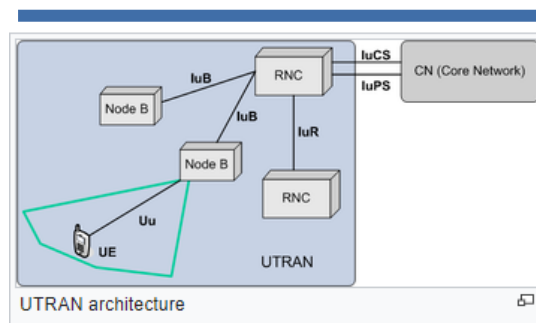 IuCS
CN (Core Network)
IuPS
RNC
IuB
Node B
IuB
IuR
Node B
RNC
Uu
UE
UTRAN
UTRAN architecture